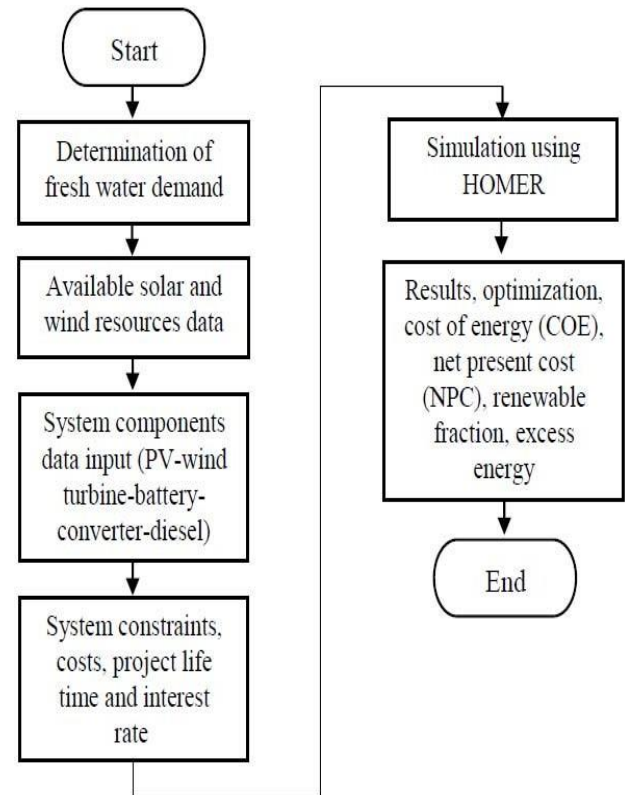 Start
Determination of
fresh water demand
Available solar and
wind resources data
System components
data input (PV-wind
turbine-battery-
converter-diesel)
System constraints,
costs, project life
time and interest
rate
Simulation using
HOMER
Results, optimization,
cost of energy (COE),
net present cost
(NPC), renewable
fraction, excess
energy
End